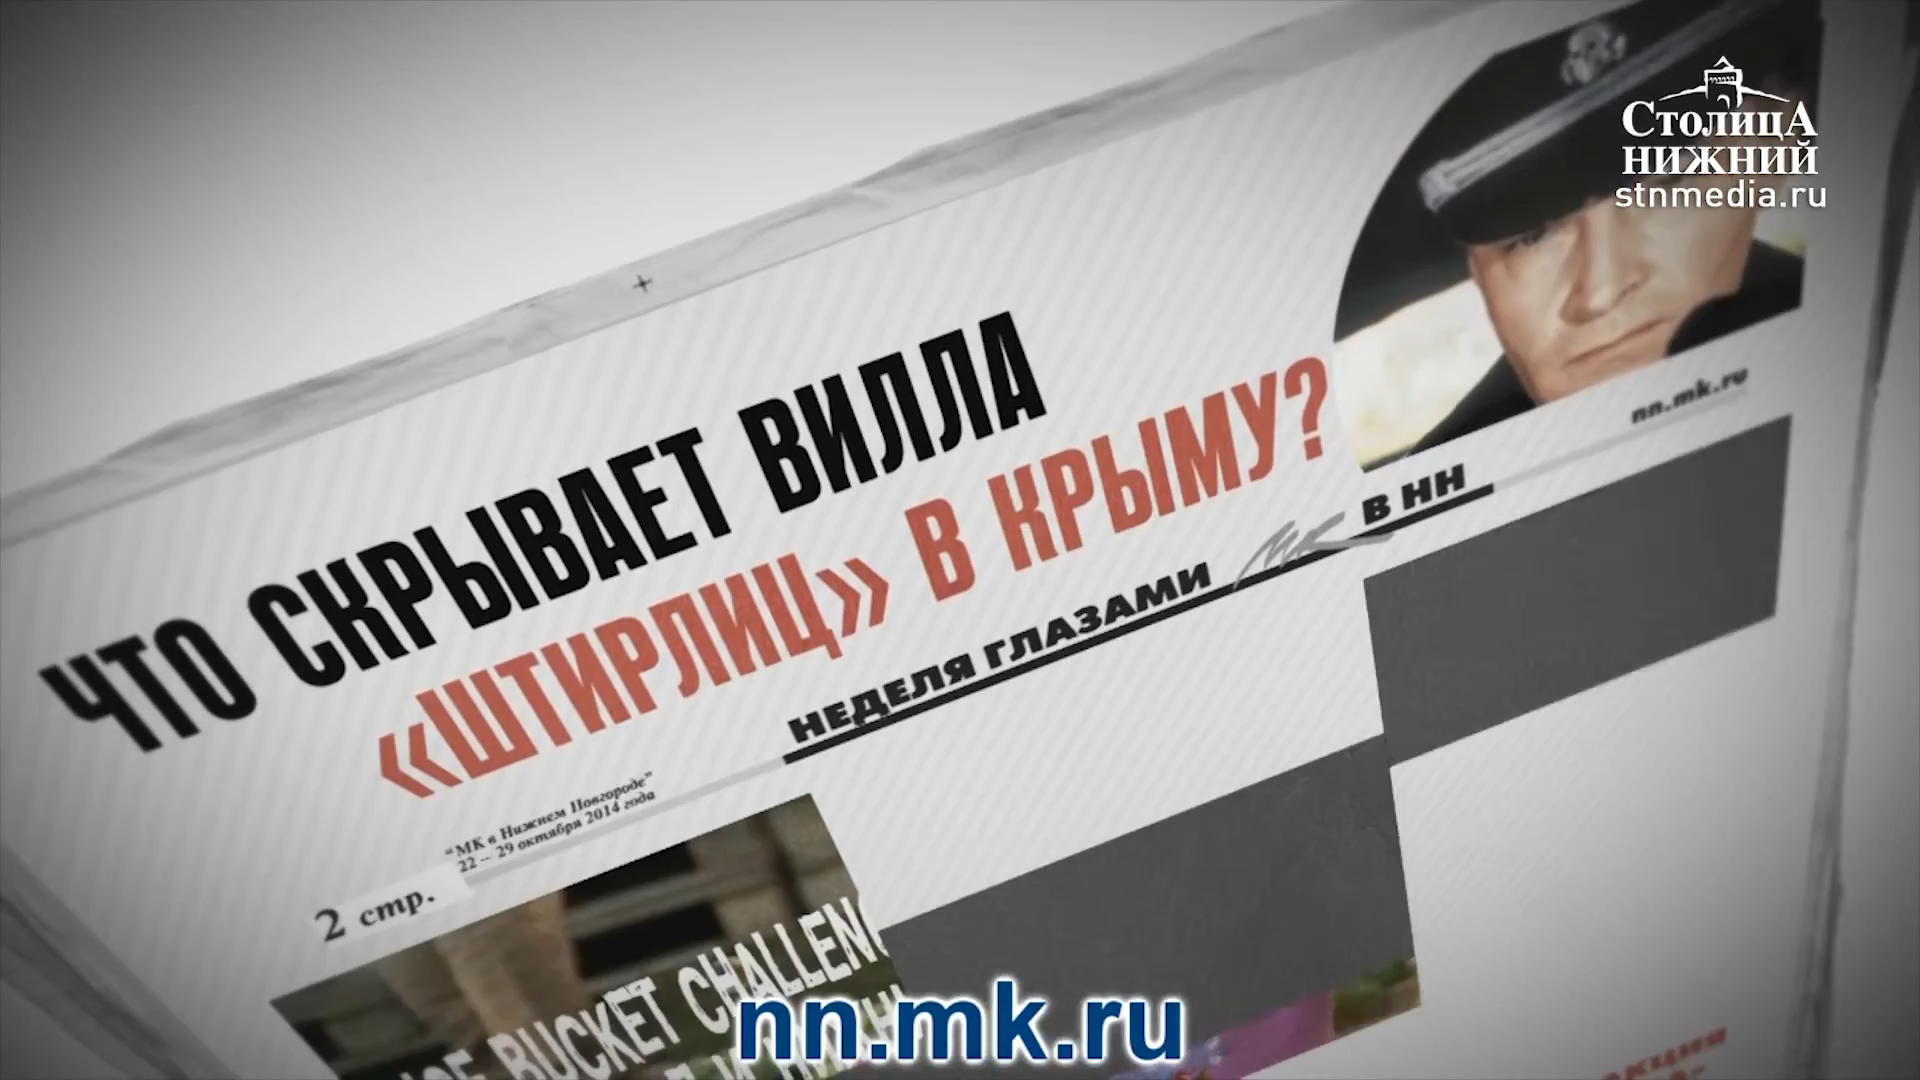 СтолицА
нижний
stnmedia.ru
ЧТО СКРЫВАЕТ ВИЛЛА
«ШТИРЛИЦ» В КРЫМУ?
nn.mk.ru
НЕДЕЛЯ ГЛАЗАМИ МК В НН
"МК в Нижнем Новгороде"
22 – 29 октября 2014 года
2 стр.
BUCKET
nn.mk.ru